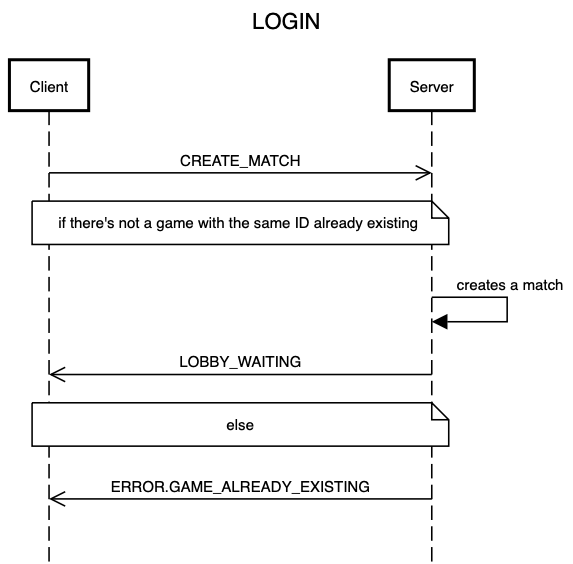 LOGIN
Client
Server
CREATE_MATCH
if there's not a game with the same ID already existing
creates a match
LOBBY_WAITING
else
ERROR.GAME_ALREADY_EXISTING